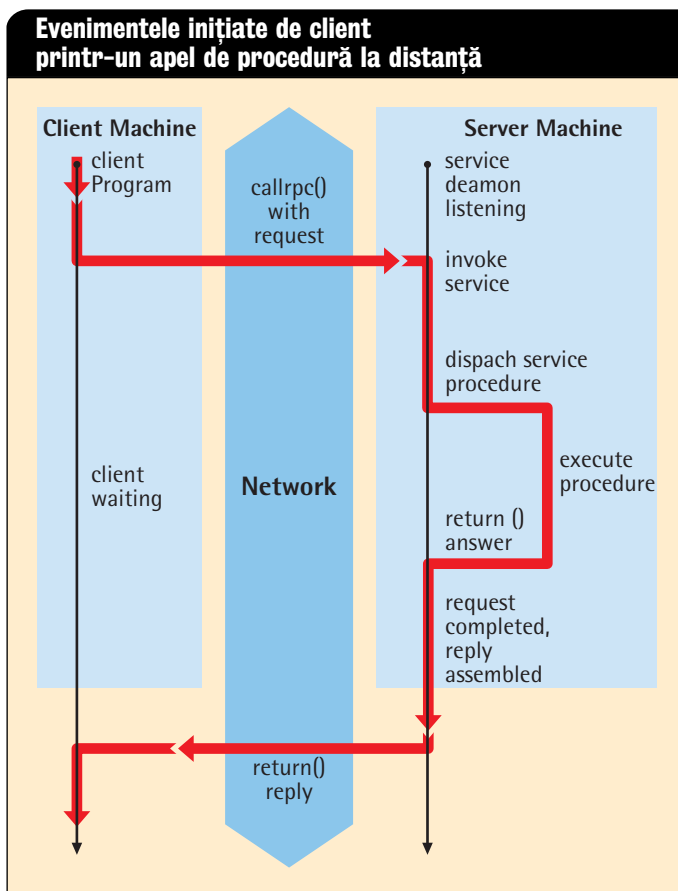 Evenimentele inițiate de client
printr-un apel de procedură la distanță
Client Machine
client
Program
callrpc()
with
request
Server Machine
service
deamon
listening
invoke
service
dispach service
procedure
client
waiting
Network
execute
procedure
return ()
answer
request
completed,
reply
assembled
return()
reply